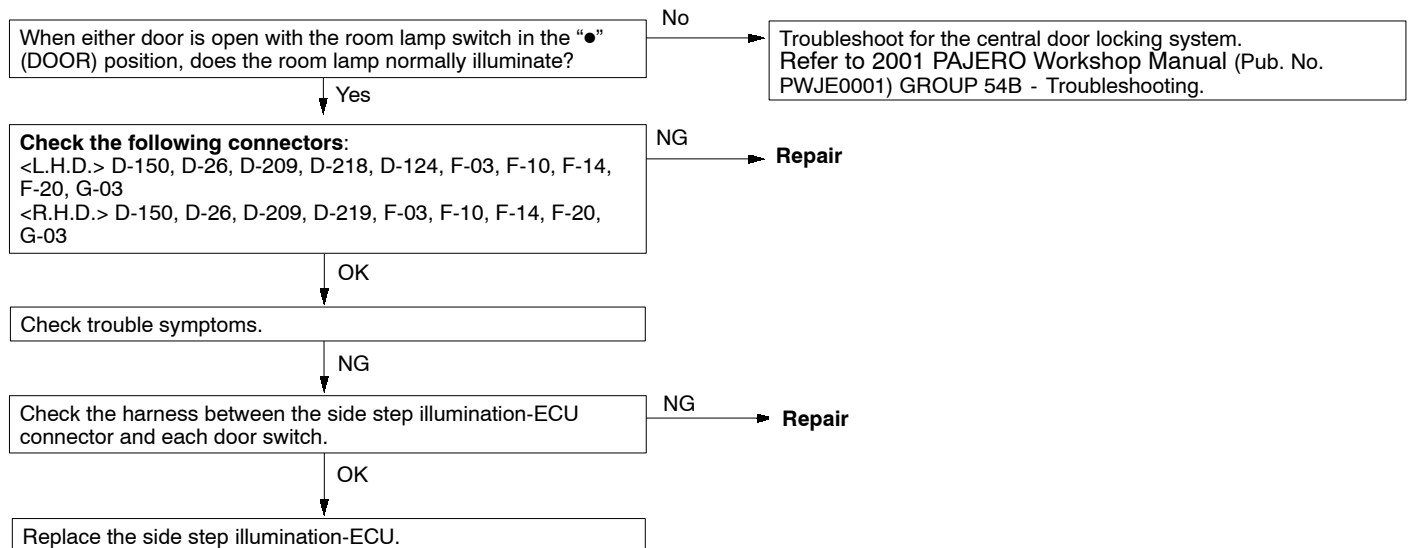 When either door is open with the room lamp switch in the “●”
(DOOR) position, does the room lamp normally illuminate?
No
Troubleshoot for the central door locking system.
Refer to 2001 PAJERO Workshop Manual (Pub. No.
PWJE0001) GROUP 54B - Troubleshooting.
Yes
Check the following connectors:
<L.H.D.> D-150, D-26, D-209, D-218, D-124, F-03, F-10, F-14,
F-20, G-03
<R.H.D.> D-150, D-26, D-209, D-219, F-03, F-10, F-14, F-20,
G-03
NG
Repair
OK
Check trouble symptoms.
NG
Check the harness between the side step illumination-ECU
connector and each door switch.
NG
Repair
OK
Replace the side step illumination-ECU.